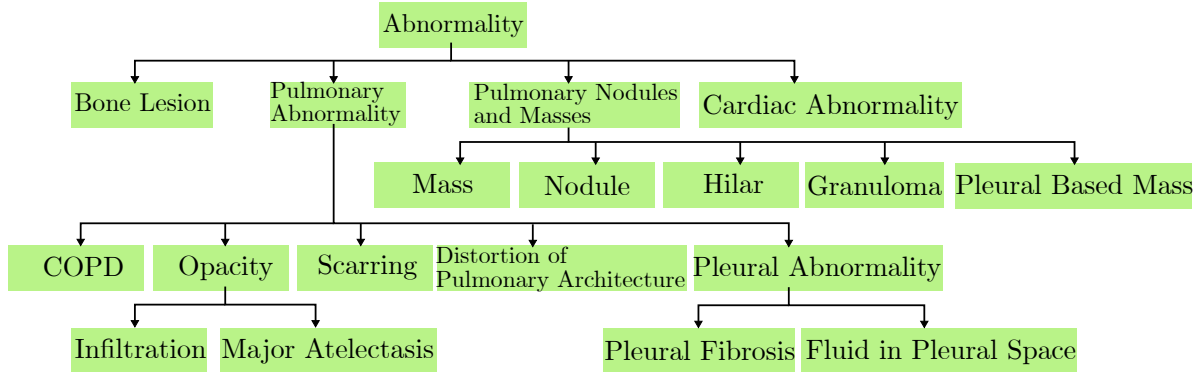 Abnormality
Bone Lesion
Pulmonary
Abnormality
Pulmonary Nodules
and Masses
Cardiac Abnormality
Mass
Nodule
Hilar
Granuloma
Pleural Based Mass
COPD
Opacity
Scarring
Distortion of
Pulmonary Architecture
Pleural Abnormality
Infiltration
Major Atelectasis
Pleural Fibrosis
Fluid in Pleural Space